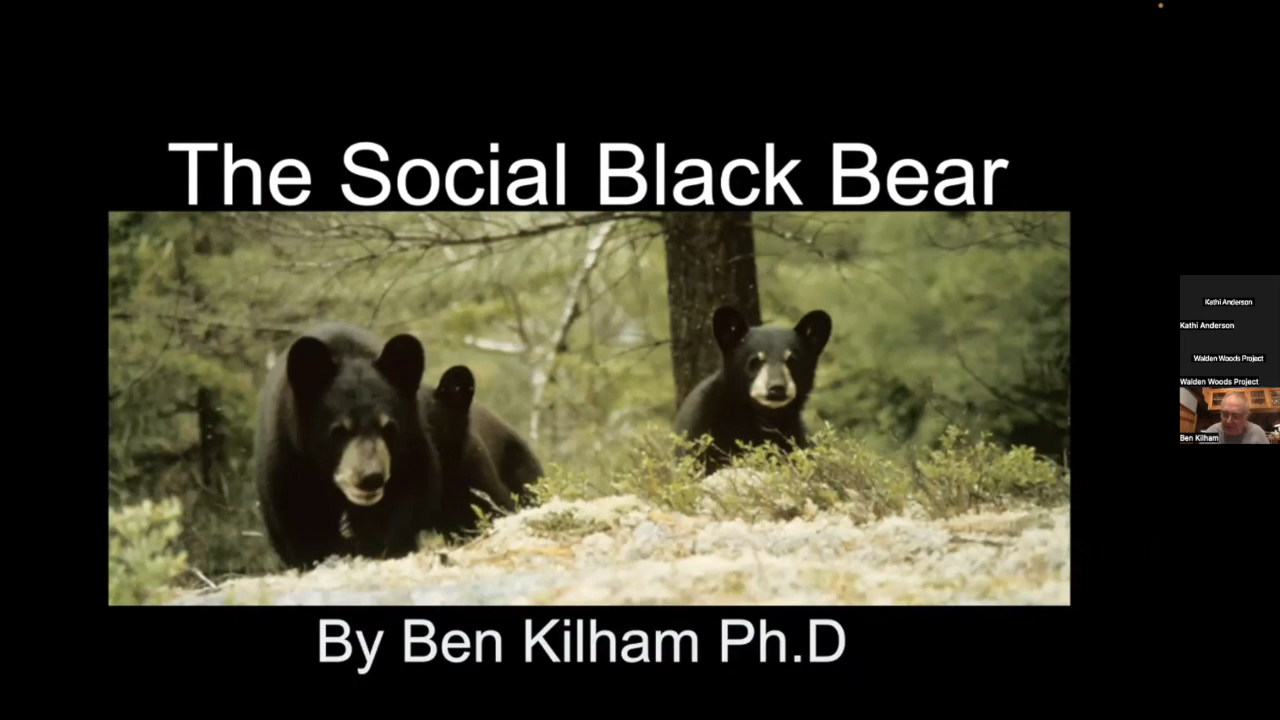 The Social Black Bear
By Ben Kilham Ph.D
Kathi Anderson
Kathi Anderson
Walden Woods Project
Walden Woods Project
Ben Kilham